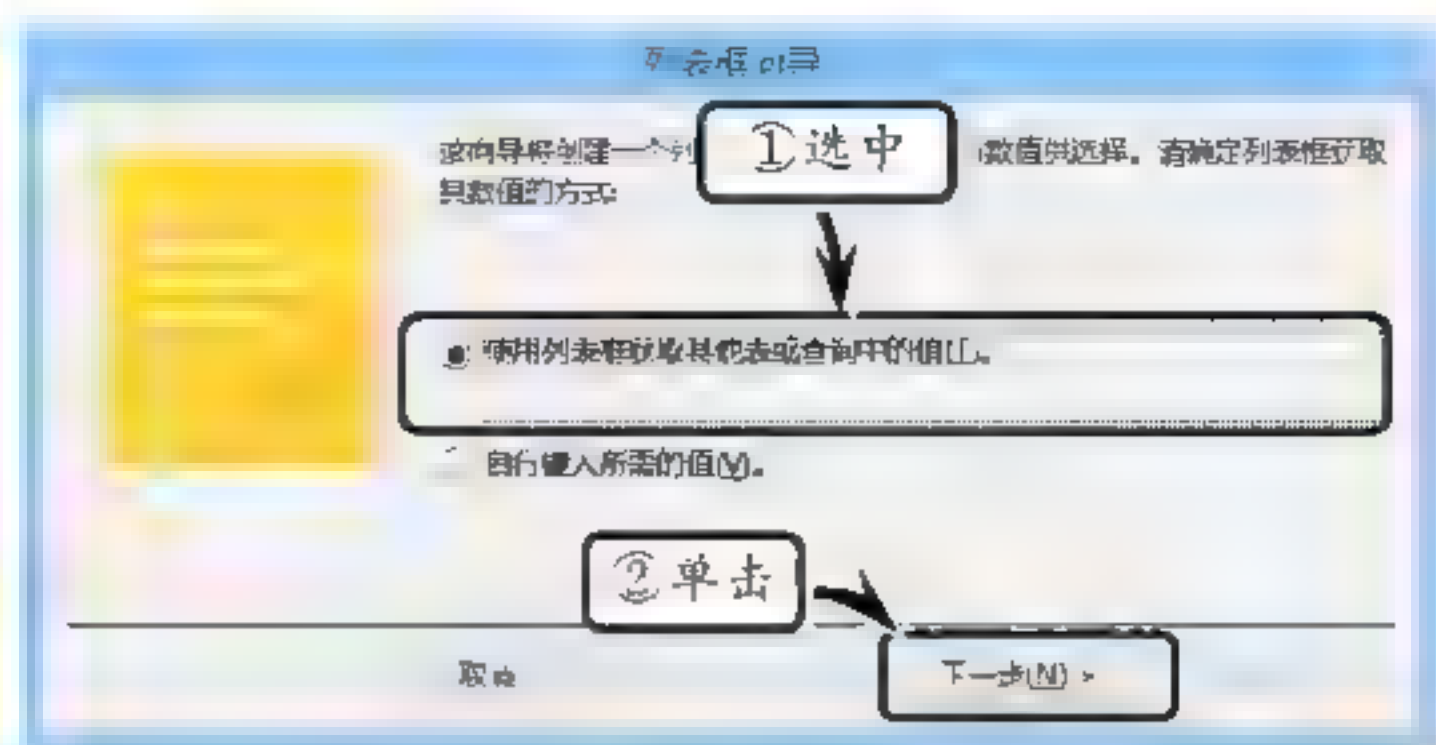 列表框向导
该向导将创建一个列
①选中
数值供选择。请确定列表框获取
其数值的方式:
使用列表框获取其他表或查询中的值(T)。
自行键入所需的值(V)。
②单击
取消
下一步(N) >